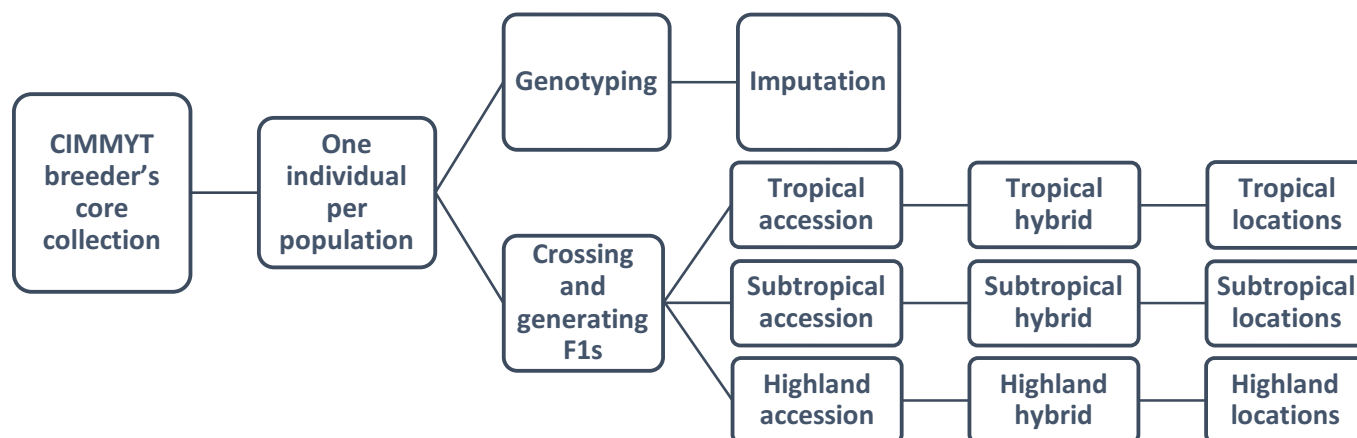 CIMMYT
breeder's
core
collection
One
individual
per
population
Genotyping
Imputation
Crossing
and
generating
F1s
Tropical
accession
Tropical
hybrid
Tropical
locations
Subtropical
accession
Subtropical
hybrid
Subtropical
locations
Highland
accession
Highland
hybrid
Highland
locations